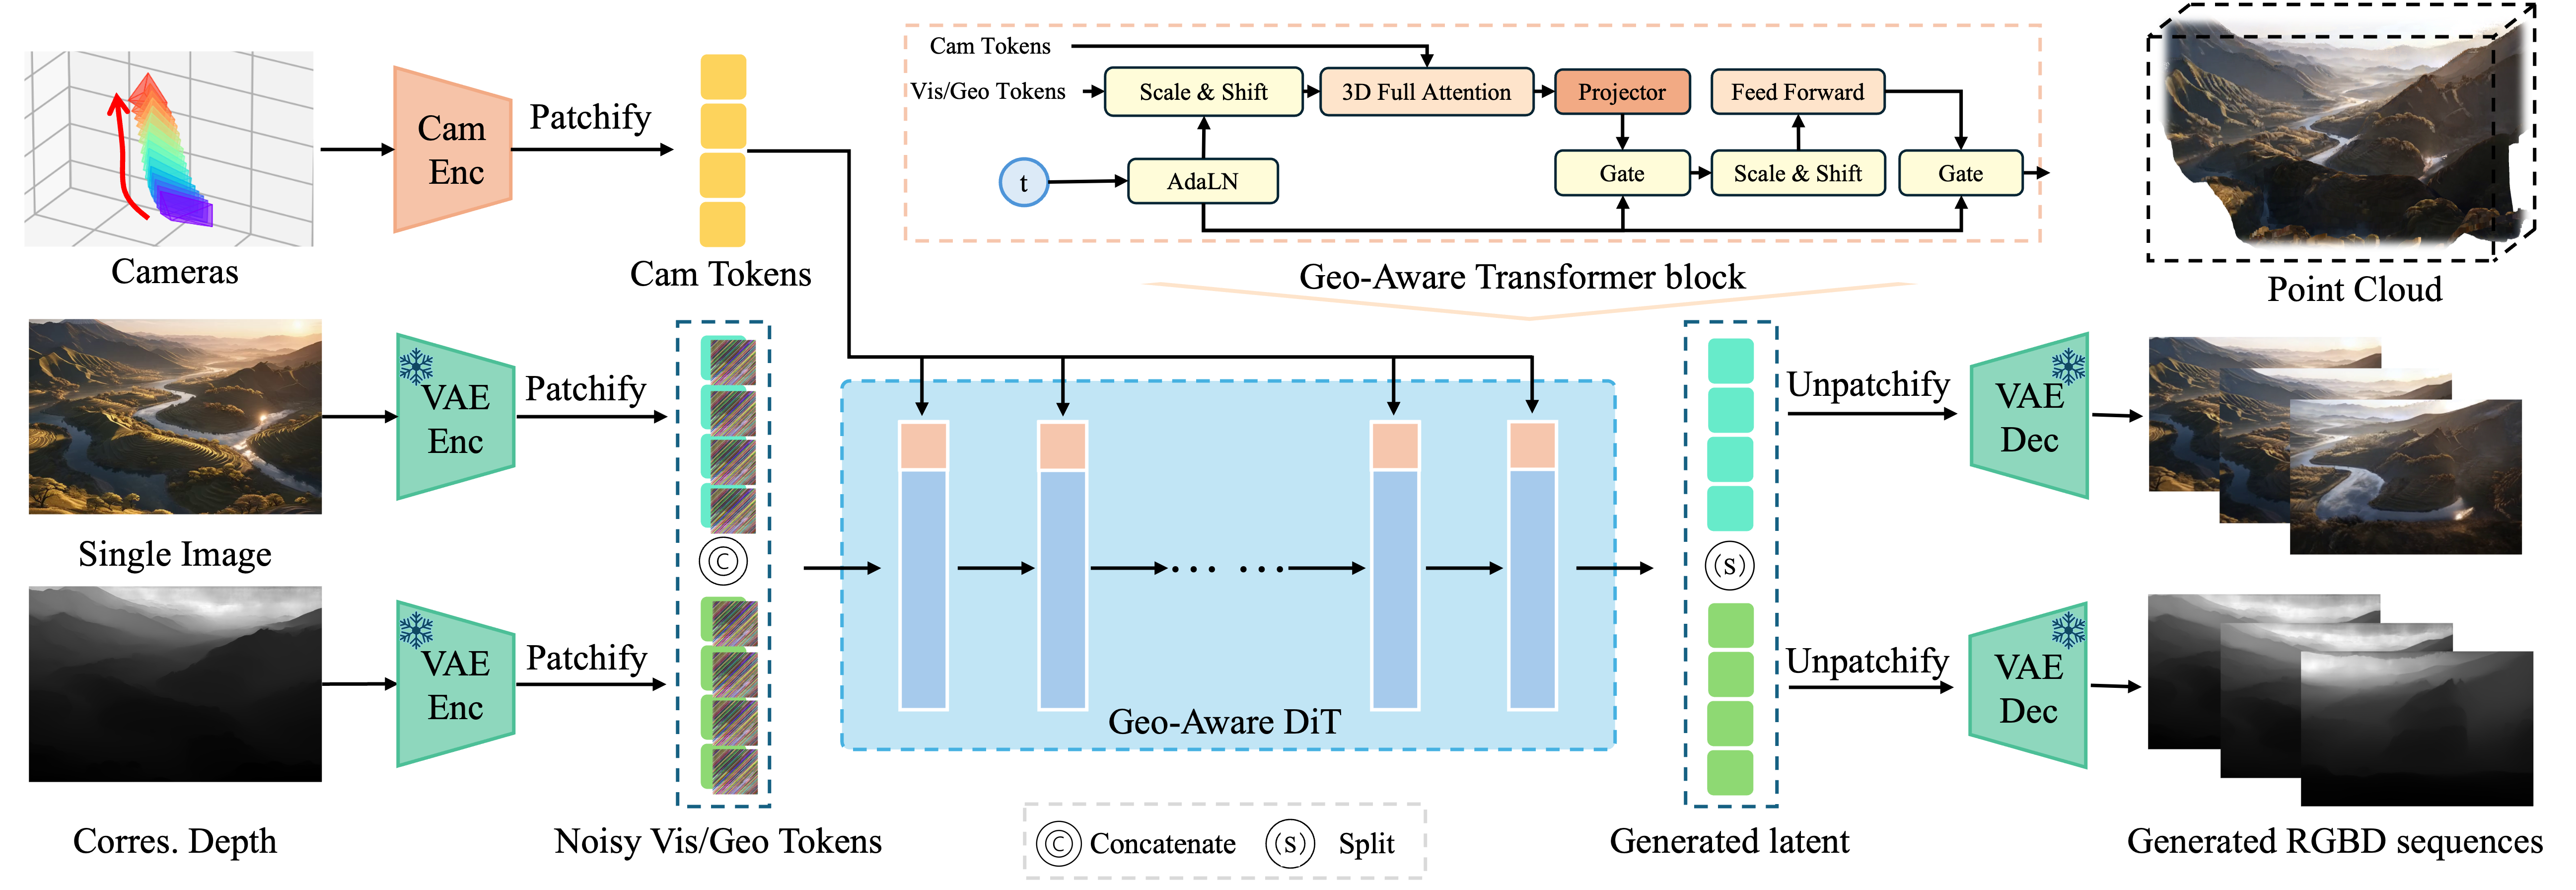 Cam Tokens
Vis/Geo Tokens
Scale & Shift
3D Full Attention
Projector
Feed Forward
t
AdaLN
Gate
Scale & Shift
Gate
Geo-Aware Transformer block
Cam
Enc
Patchify
Cameras
Cam Tokens
Point Cloud
VAE
Enc
Patchify
Single Image
C
VAE
Enc
Patchify
Corres. Depth
Noisy Vis/Geo Tokens
Geo-Aware DiT
C
Concatenate
(S)
Split
(S)
Generated latent
Unpatchify
VAE
Dec
Unpatchify
VAE
Dec
Generated RGBD sequences